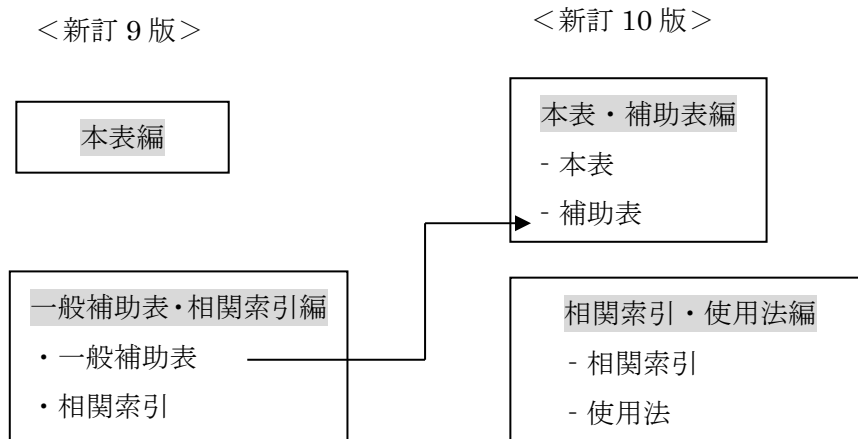 ＜新訂 9 版＞
本表編
一般補助表･相関索引編
・一般補助表
・相関索引
＜新訂 10 版＞
本表・補助表編
- 本表
- 補助表
相関索引・使用法編
- 相関索引
- 使用法